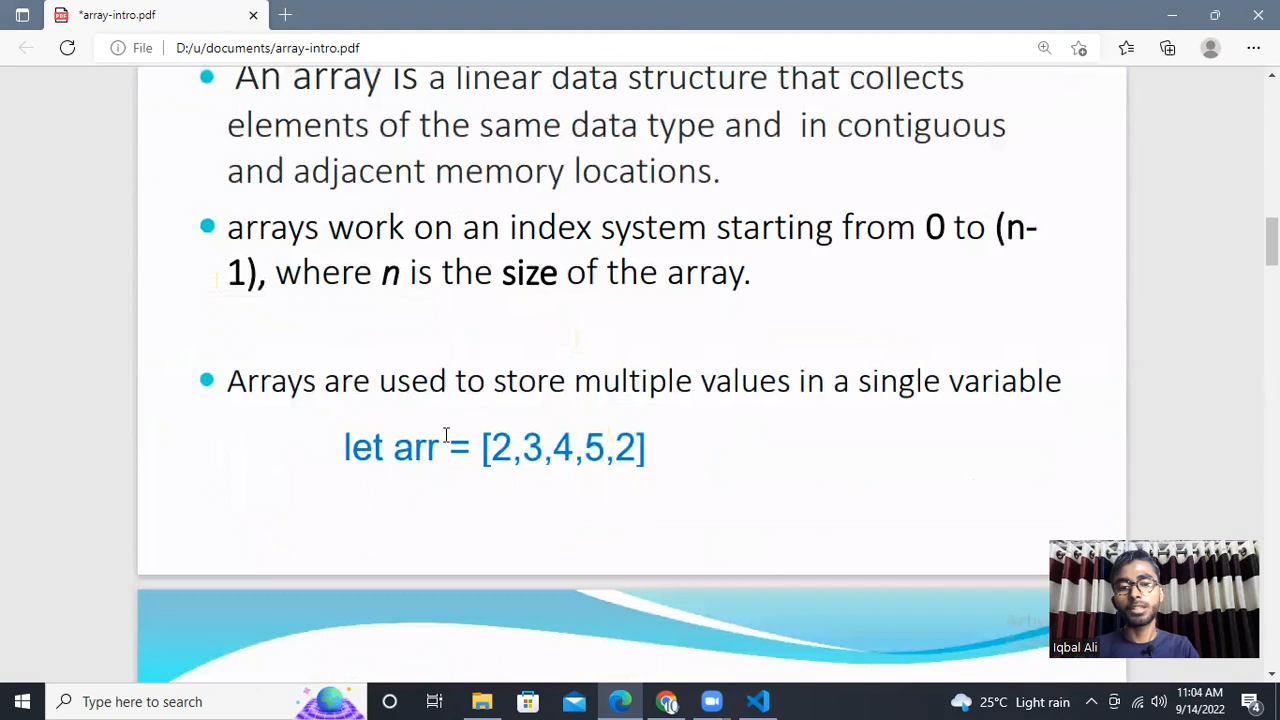 *array-intro.pdf
File
D:/u/documents/array-intro.pdf
An array is a linear data structure that collects
elements of the same data type and in contiguous
and adjacent memory locations.
arrays work on an index system starting from 0 to (n-
1), where n is the size of the array.
Arrays are used to store multiple values in a single variable
let arr = [2,3,4,5,2]
Iqbal Ali
Type here to search
25°C Light rain
11:04 AM
9/14/2022
4